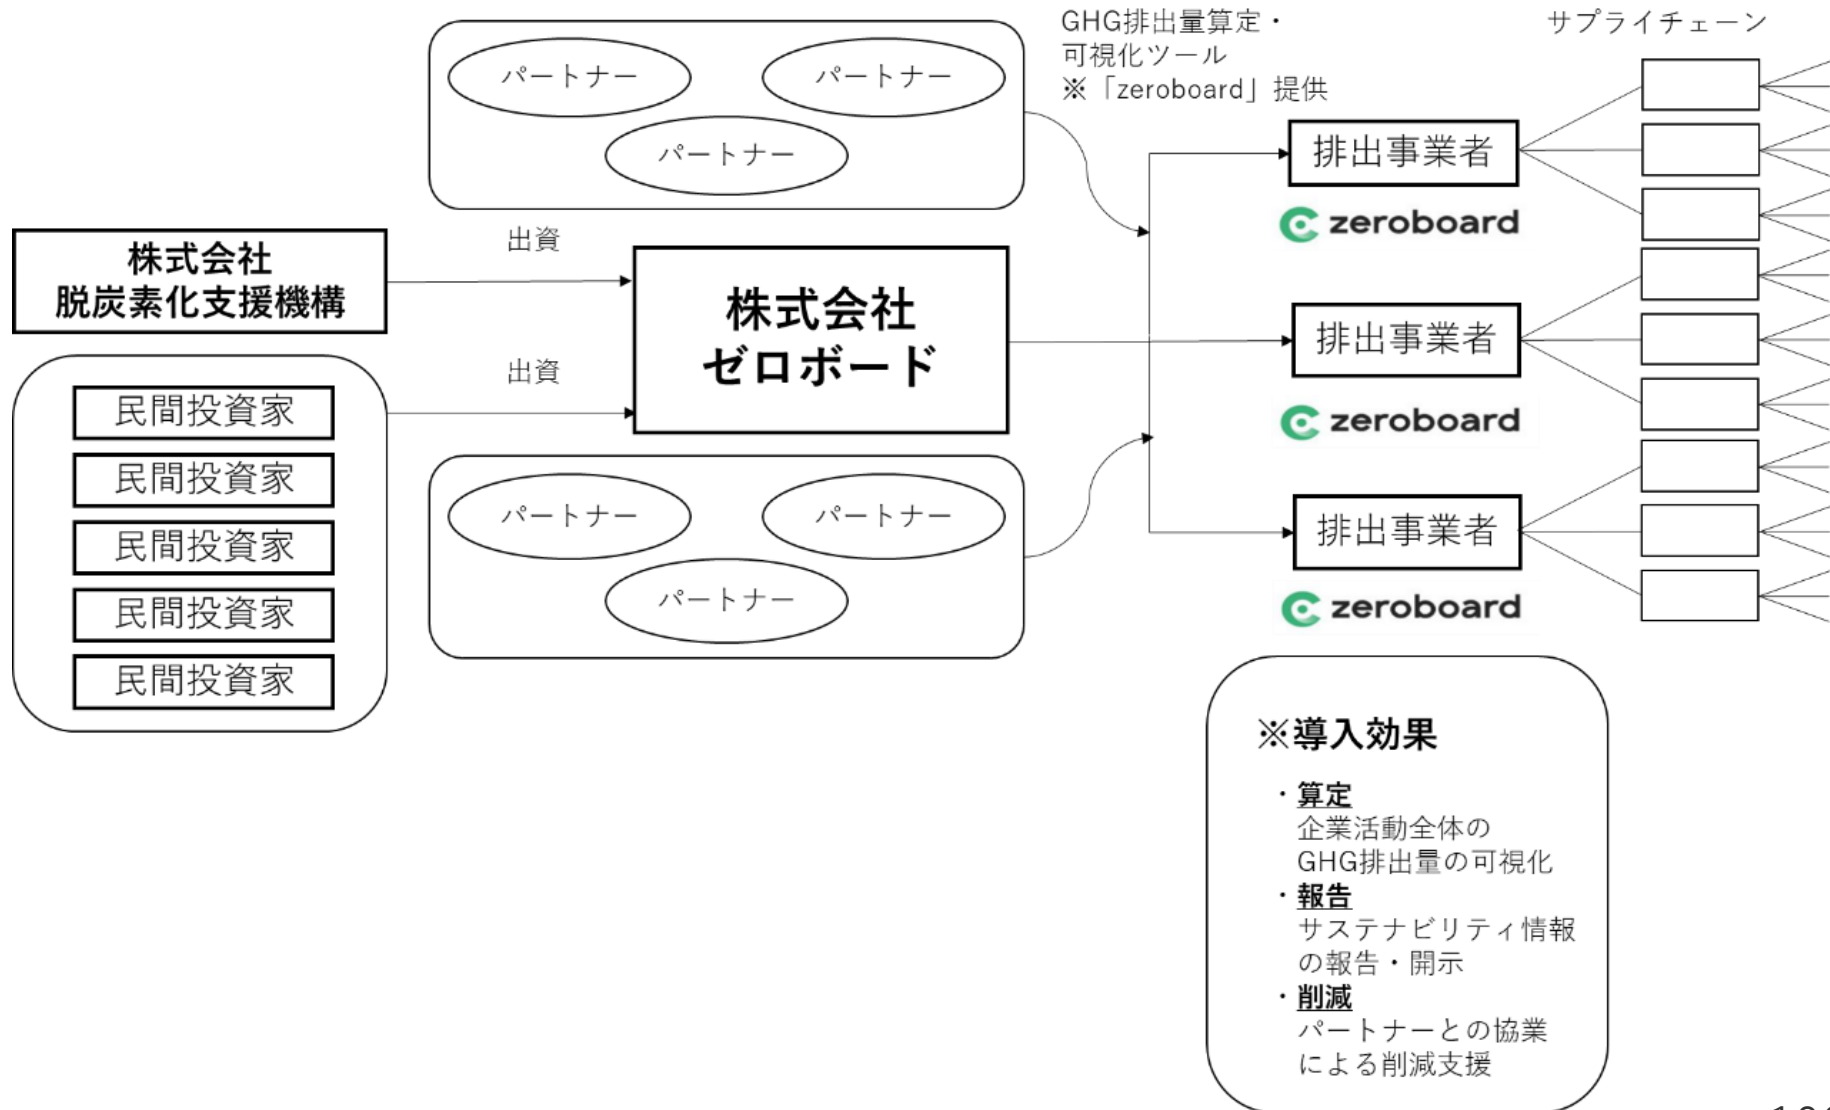 GHG排出量算定・
可視化ツール
※「zeroboard」提供
サプライチェーン
パートナー
パートナー
パートナー
排出事業者
zeroboard
株式会社
脱炭素化支援機構
出資
株式会社
ゼロボード
出資
排出事業者
zeroboard
民間投資家
民間投資家
民間投資家
民間投資家
民間投資家
パートナー
パートナー
パートナー
排出事業者
zeroboard
※導入効果
・算定
企業活動全体の
GHG排出量の可視化
・報告
サステナビリティ情報
の報告・開示
・削減
パートナーとの協業
による削減支援